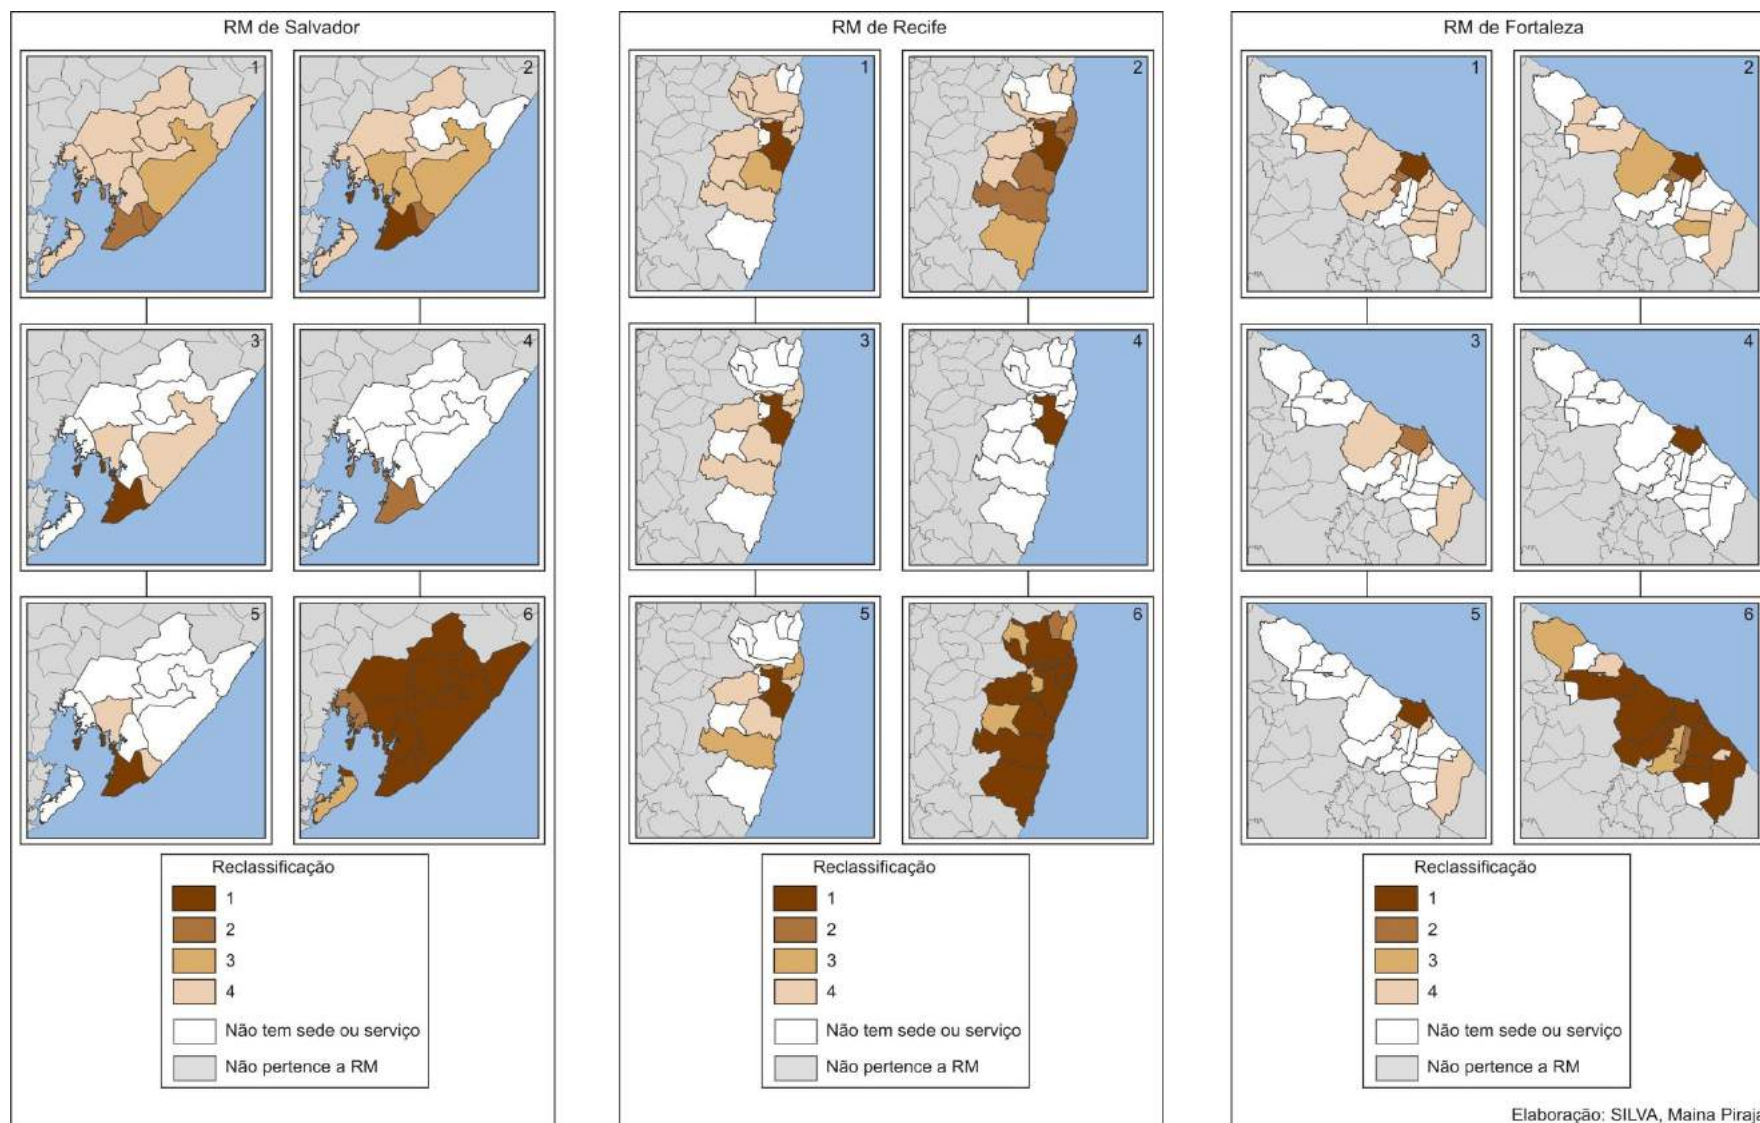 RM de Salvador
1
2
3
4
5
6
Reclassificação
1
2
3
4
Não tem sede ou serviço
Não pertence a RM
RM de Recife
1
2
3
4
5
6
Reclassificação
1
2
3
4
Não tem sede ou serviço
Não pertence a RM
RM de Fortaleza
1
2
3
4
5
6
Reclassificação
1
2
3
4
Não tem sede ou serviço
Não pertence a RM
Elaboração: SILVA, Maina Piraja